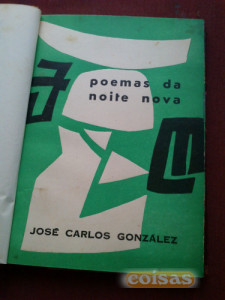 poemas da
noite nova
JOSÉ CARLOS GONZÁLEZ
coisas